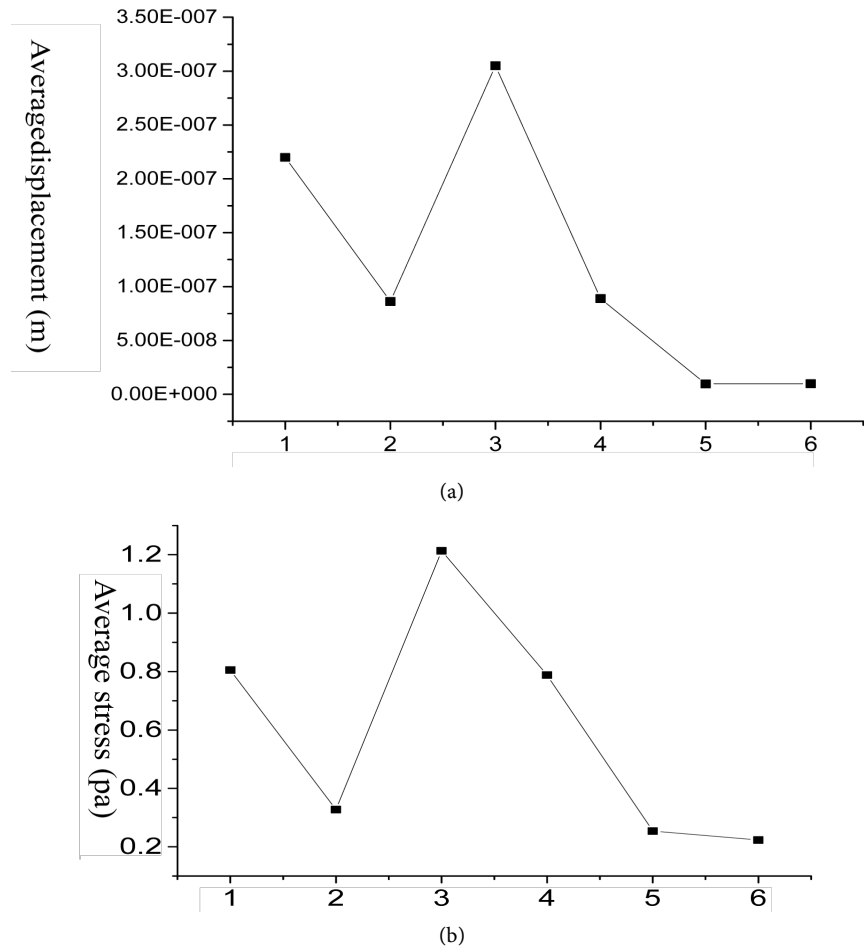 3.50E-007
3.00E-007
2.50E-007
2.00E-007
1.50E-007
1.00E-007
5.00E-008
0.00E+000
Averagedisplacement (m)
1 2 3 4 5 6
(a)
1.2
1.0
0.8
0.6
0.4
0.2
Average stress (pa)
1 2 3 4 5 6
(b)